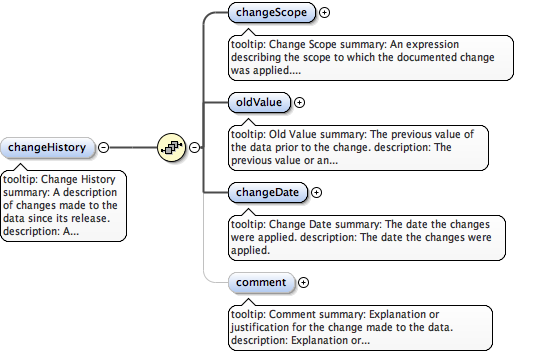 changeScope
tooltip: Change Scope summary: An expression
describing the scope to which the documented change
was applied....
oldValue
tooltip: Old Value summary: The previous value of
the data prior to the change. description: The
previous value or an...
changeHistory
tooltip: Change History
summary: A description
of changes made to the
data since its release.
description: A...
changeDate
tooltip: Change Date summary: The date the changes
were applied. description: The date the changes were
applied.
comment
tooltip: Comment summary: Explanation or
justification for the change made to the data.
description: Explanation or...